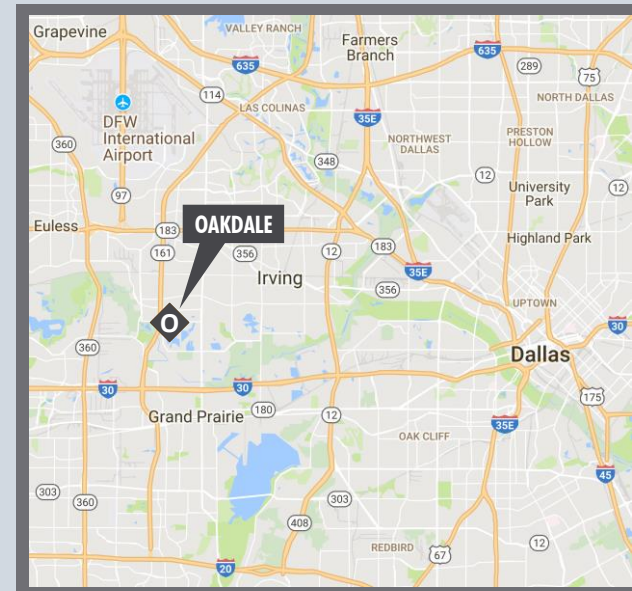 Grapevine
VALLEY RANCH
Farmers
Branch
635
635
289
75
114
LAS COLINAS
NORTH DALLAS
DFW
International
Airport
35E
360
NORTHWEST
DALLAS
PRESTON
HOLLOW
348
12
97
University
Park
12
Euless
183
OAKDALE
161
356
12
183
Highland Park
35E
Irving
356
UPTOWN
O
30
360
Dallas
30
30
175
Grand Prairie
180
12
35E
OAK CLIFF
45
303
360
303
408
REDBIRD
67
12
20